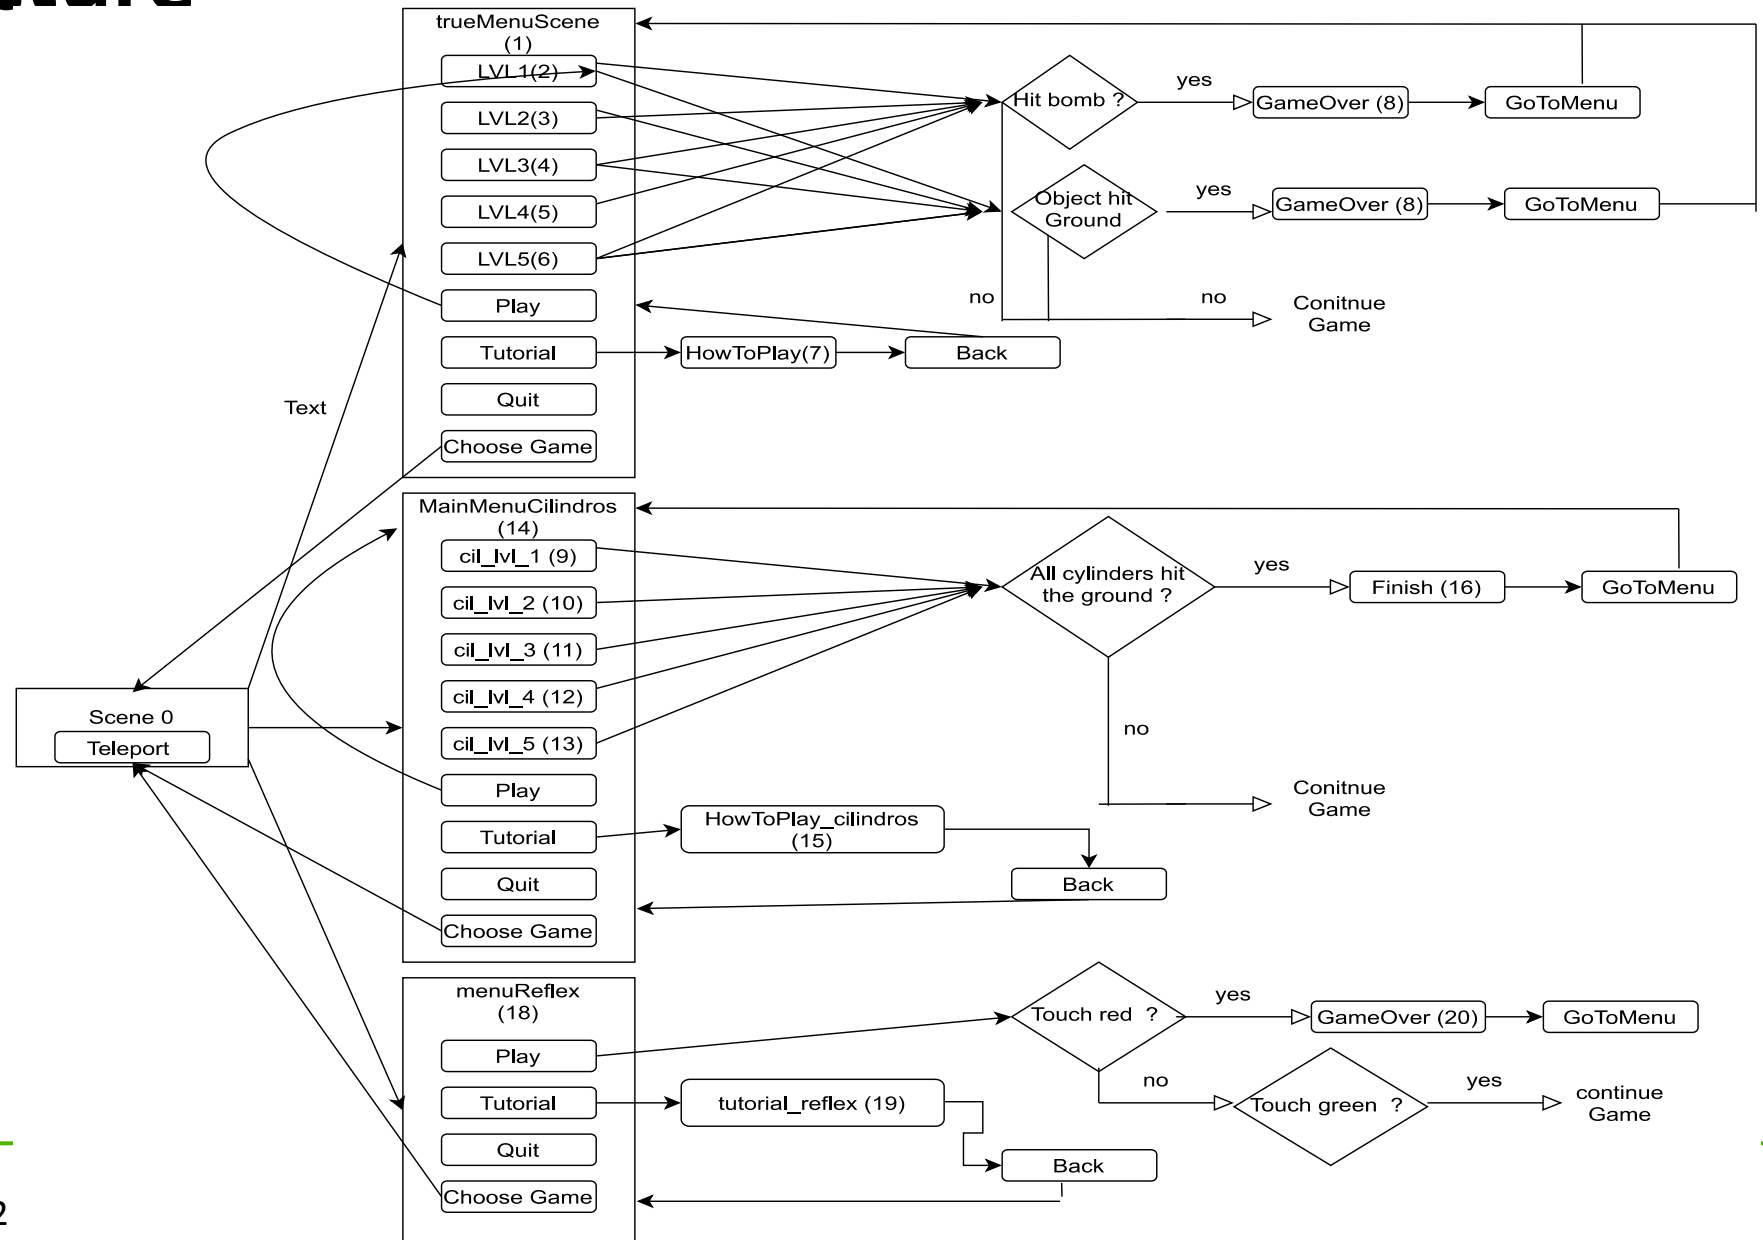 trueMenuScene
(1)
LVL1(2)
LVL2(3)
LVL3(4)
LVL4(5)
LVL5(6)
Play
Tutorial
Quit
Choose Game
Hit bomb ?
yes
GameOver (8)
GoToMenu
Object hit
Ground
yes
GameOver (8)
GoToMenu
no
no
Conitnue
Game
HowToPlay(7)
Back
Text
MainMenuCilindros
(14)
cil_lvl_1 (9)
cil_lvl_2 (10)
cil_lvl_3 (11)
cil_lvl_4 (12)
cil_lvl_5 (13)
Play
Tutorial
Quit
Choose Game
All cylinders hit
the ground ?
yes
Finish (16)
GoToMenu
no
Conitnue
Game
HowToPlay_cilindros
(15)
Back
Scene 0
Teleport
menuReflex
(18)
Play
Tutorial
Quit
Choose Game
Touch red ?
yes
GameOver (20)
GoToMenu
no
Touch green ?
yes
continue
Game
tutorial_reflex (19)
Back
2